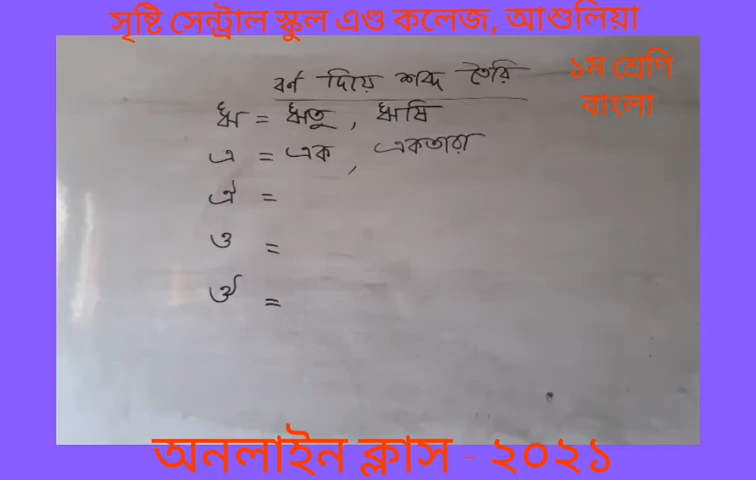 সৃষ্টি সেন্ট্রাল স্কুল এণ্ড কলেজ, আশুলিয়া
১ম শ্রেণি
বাংলা
বর্ণ দিয়ে শব্দ তৈরি
ঋ = ঋতু, ঋষি
এ = এক, একতারা
ঐ =
ও =
ঔ =
অনলাইন ক্লাস - ২০২১